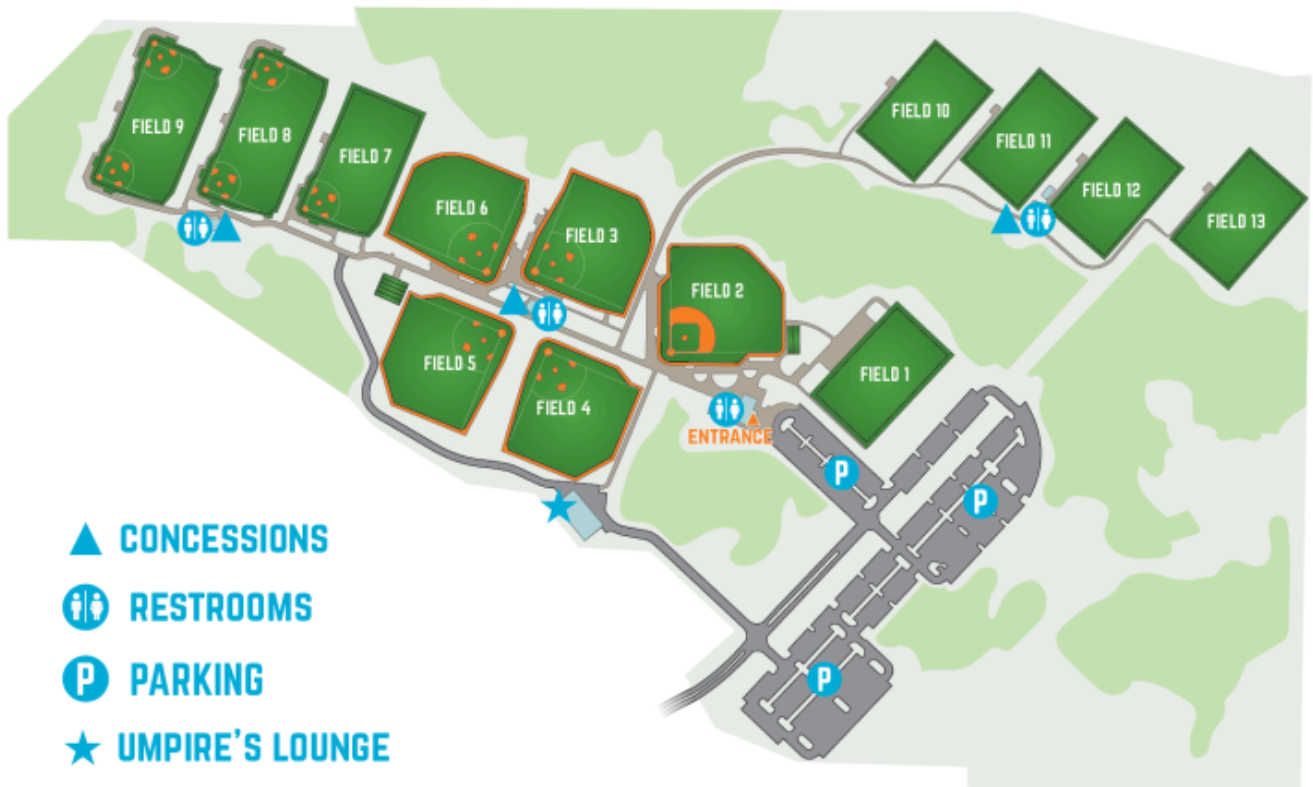 FIELD 9
FIELD 8
FIELD 7
FIELD 6
FIELD 3
FIELD 2
FIELD 5
FIELD 4
FIELD 1
FIELD 10
FIELD 11
FIELD 12
FIELD 13
ENTRANCE
P
P
P
CONCESSIONS
RESTROOMS
P PARKING
UMPIRE'S LOUNGE